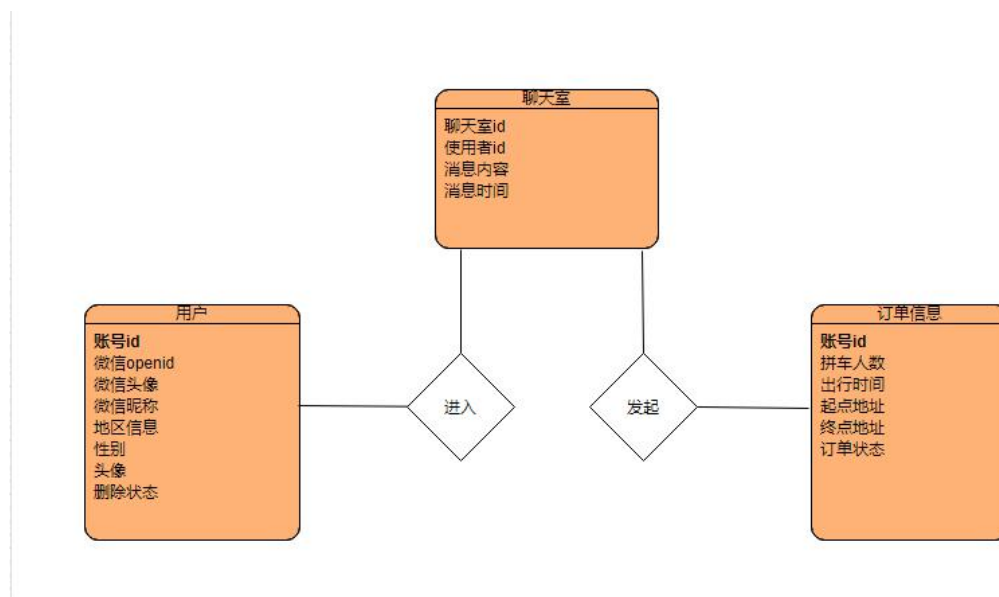 聊天室
聊天室id
使用者id
消息内容
消息时间
用户
账号id
微信openid
微信头像
微信昵称
地区信息
性别
头像
删除状态
进入
发起
订单信息
账号id
拼车人数
出行时间
起点地址
终点地址
订单状态